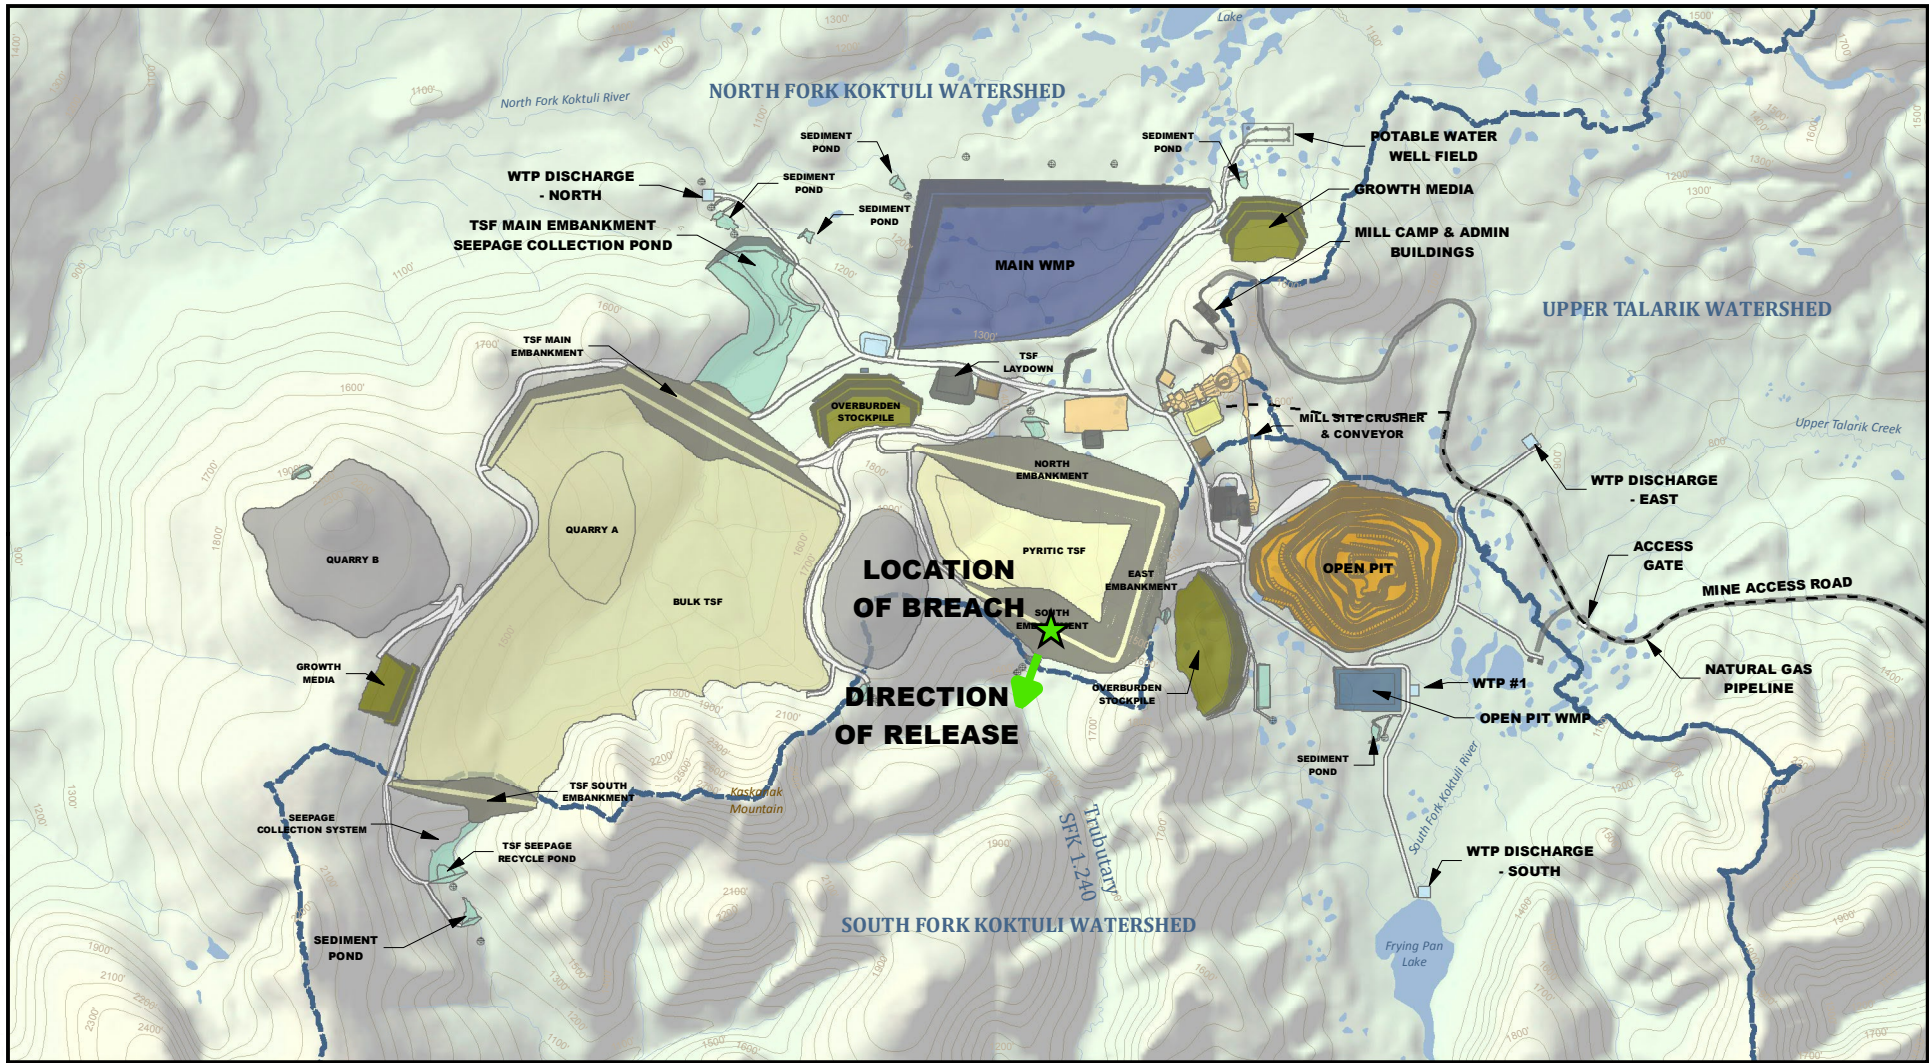 Lake
NORTH FORK KOKTULI WATERSHED
North Fork Koktuli River
SEDIMENT
POND
SEDIMENT
POND
POTABLE WATER
WELL FIELD
WTP DISCHARGE
- NORTH
SEDIMENT
POND
GROWTH MEDIA
SEDIMENT
POND
TSF MAIN EMBANKMENT
SEEPAGE COLLECTION POND
MILL CAMP & ADMIN
BUILDINGS
MAIN WMP
UPPER TALARIK WATERSHED
TSF MAIN
EMBANKMENT
TSF
LAYDOWN
OVERBURDEN
STOCKPILE
MILL SITE CRUSHER
& CONVEYOR
Upper Talarik Creek
NORTH
EMBANKMENT
WTP DISCHARGE
- EAST
QUARRY A
QUARRY B
PYRITIC TSF
EAST
EMBANKMENT
OPEN PIT
ACCESS
GATE
MINE ACCESS ROAD
LOCATION
OF BREACH
BULK TSF
SOUTH
EMBANKMENT
GROWTH
MEDIA
DIRECTION
OF RELEASE
OVERBURDEN
STOCKPILE
WTP #1
OPEN PIT WMP
NATURAL GAS
PIPELINE
SEDIMENT
POND
South Fork Koktuli River
TSF SOUTH
EMBANKMENT
Kaskanak
Mountain
SEEPAGE
COLLECTION SYSTEM
TSF SEEPAGE
RECYCLE POND
Trubutary
SFK 1.240
WTP DISCHARGE
- SOUTH
SOUTH FORK KOKTULI WATERSHED
SEDIMENT
POND
Frying Pan
Lake